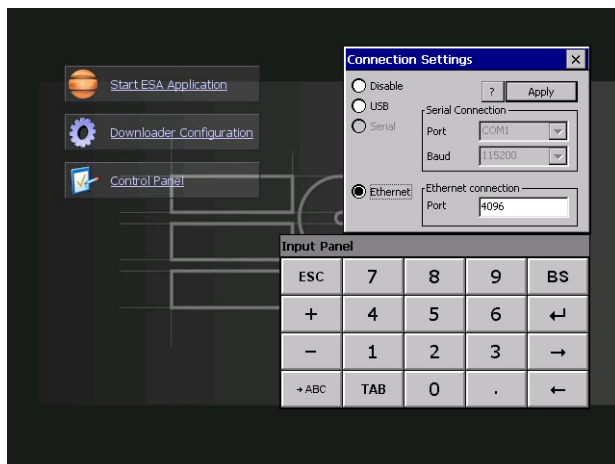 Start ESA Application
Downloader Configuration
Control Panel
Connection Settings
Disable
USB
Serial
Ethernet
? Apply
Serial Connection
Port COM1
Baud 115200
Ethernet connection
Port 4096
Input Panel
ESC 7 8 9 BS
+ 4 5 6 ↵
- 1 2 3 →
→ABC TAB 0 . ←